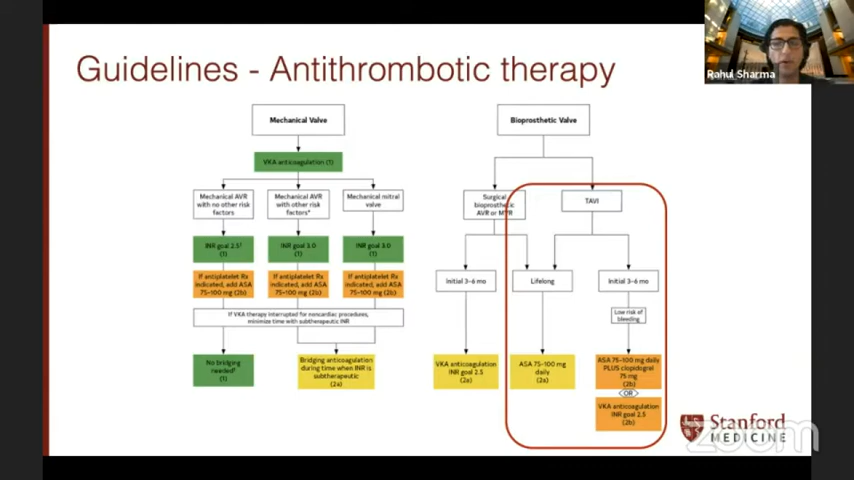 Rahul Sharma
Guidelines - Antithrombotic therapy
Mechanical Valve
VKA anticoagulation (1)
Mechanical AVR
with no other risk
factors
Mechanical AVR
with other risk
factors*
Mechanical mitral
valve
INR goal 2.5†
(1)
INR goal 3.0
(1)
INR goal 3.0
(1)
If antiplatelet Rx
indicated, add ASA
75-100 mg (2b)
If antiplatelet Rx
indicated, add ASA
75-100 mg (2b)
If antiplatelet Rx
indicated, add ASA
75-100 mg (2b)
If VKA therapy interrupted for noncardiac procedures,
minimize time with subtherapeutic INR
No bridging
needed†
(1)
Bridging anticoagulation
during time when INR is
subtherapeutic
(2a)
Bioprosthetic Valve
Surgical
bioprosthetic
AVR or MVR
TAVI
Initial 3-6 mo
Lifelong
Initial 3-6 mo
Low risk of
bleeding
VKA anticoagulation
INR goal 2.5
(2a)
ASA 75-100 mg
daily
(2a)
ASA 75-100 mg daily
PLUS clopidogrel
75 mg
(2b)
OR
VKA anticoagulation
INR goal 2.5
(2b)
Stanford
MEDICINE
zoom